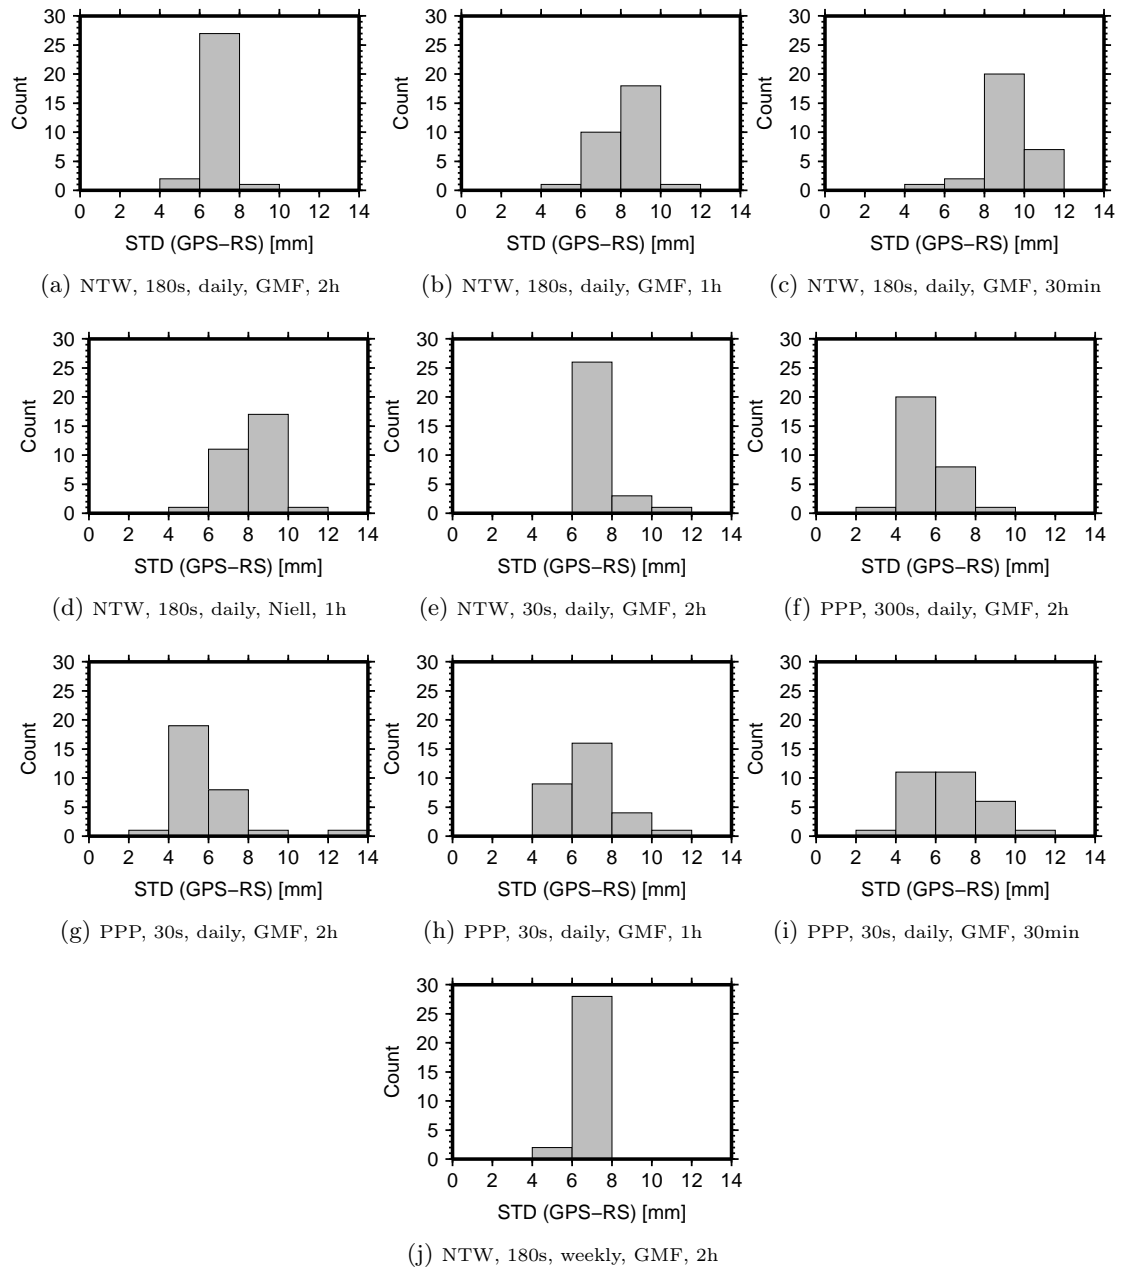 30
25
20
15
10
5
0
Count
0 2 4 6 8 10 12 14
STD (GPS−RS) [mm]
(a) NTW, 180s, daily, GMF, 2h
30
25
20
15
10
5
0
Count
0 2 4 6 8 10 12 14
STD (GPS−RS) [mm]
(b) NTW, 180s, daily, GMF, 1h
30
25
20
15
10
5
0
Count
0 2 4 6 8 10 12 14
STD (GPS−RS) [mm]
(c) NTW, 180s, daily, GMF, 30min
30
25
20
15
10
5
0
Count
0 2 4 6 8 10 12 14
STD (GPS−RS) [mm]
(d) NTW, 180s, daily, Niell, 1h
30
25
20
15
10
5
0
Count
0 2 4 6 8 10 12 14
STD (GPS−RS) [mm]
(e) NTW, 30s, daily, GMF, 2h
30
25
20
15
10
5
0
Count
0 2 4 6 8 10 12 14
STD (GPS−RS) [mm]
(f) PPP, 300s, daily, GMF, 2h
30
25
20
15
10
5
0
Count
0 2 4 6 8 10 12 14
STD (GPS−RS) [mm]
(g) PPP, 30s, daily, GMF, 2h
30
25
20
15
10
5
0
Count
0 2 4 6 8 10 12 14
STD (GPS−RS) [mm]
(h) PPP, 30s, daily, GMF, 1h
30
25
20
15
10
5
0
Count
0 2 4 6 8 10 12 14
STD (GPS−RS) [mm]
(i) PPP, 30s, daily, GMF, 30min
30
25
20
15
10
5
0
Count
0 2 4 6 8 10 12 14
STD (GPS−RS) [mm]
(j) NTW, 180s, weekly, GMF, 2h